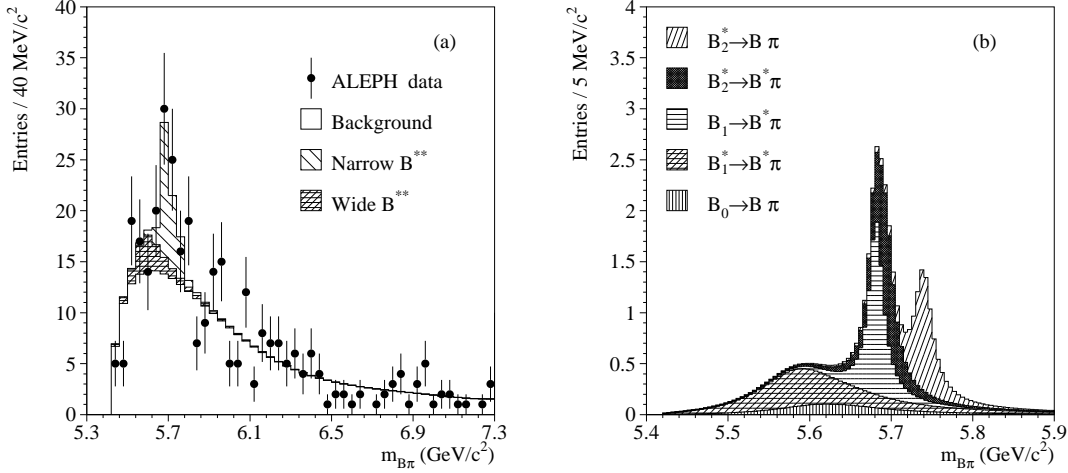 Entries / 40 MeV/c²
40
35
30
25
20
15
10
5
0
(a)
ALEPH data
Background
Narrow B**
Wide B**
5.3
5.7
6.1
6.5
6.9
7.3
m_Bπ (GeV/c²)
Entries / 5 MeV/c²
4
3.5
3
2.5
2
1.5
1
0.5
0
(b)
B₂*→B π
B₂*→B*π
B₁→B*π
B₁*→B*π
B₀→B π
5.4
5.5
5.6
5.7
5.8
5.9
m_Bπ (GeV/c²)